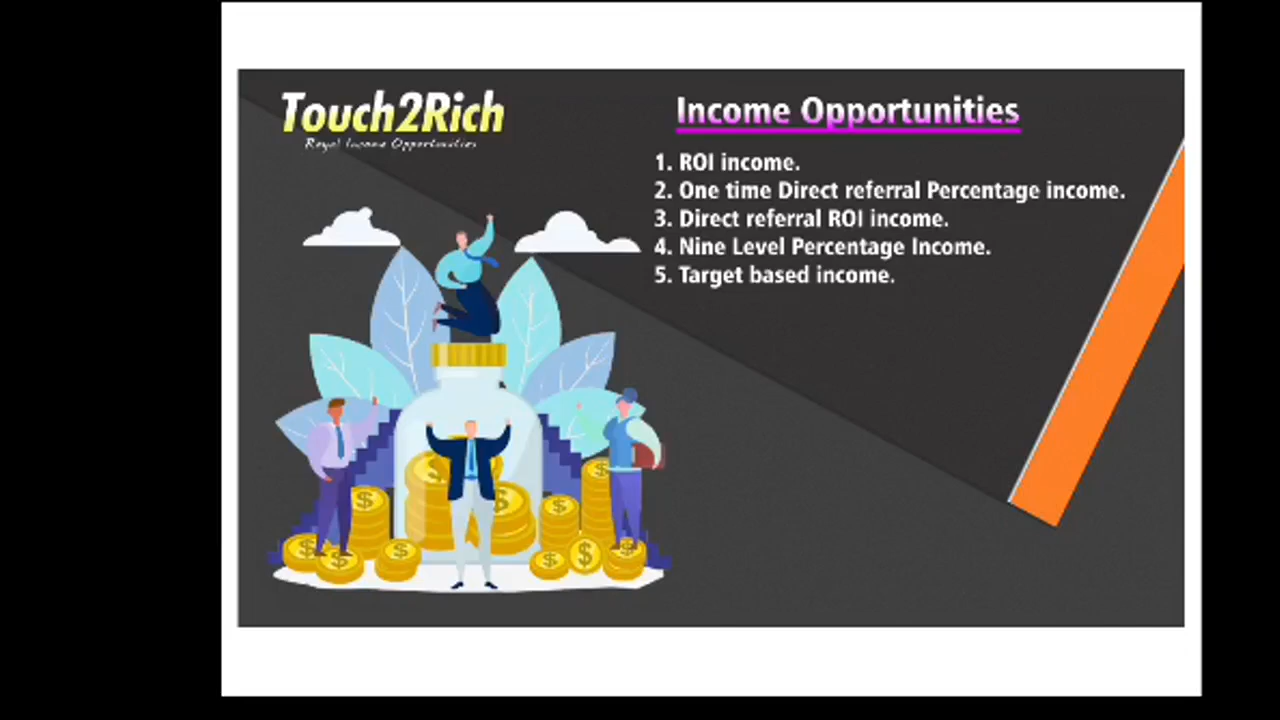 Touch2Rich
Royal Income Opportunities
Income Opportunities
1. ROI income.
2. One time Direct referral Percentage income.
3. Direct referral ROI income.
4. Nine Level Percentage Income.
5. Target based income.